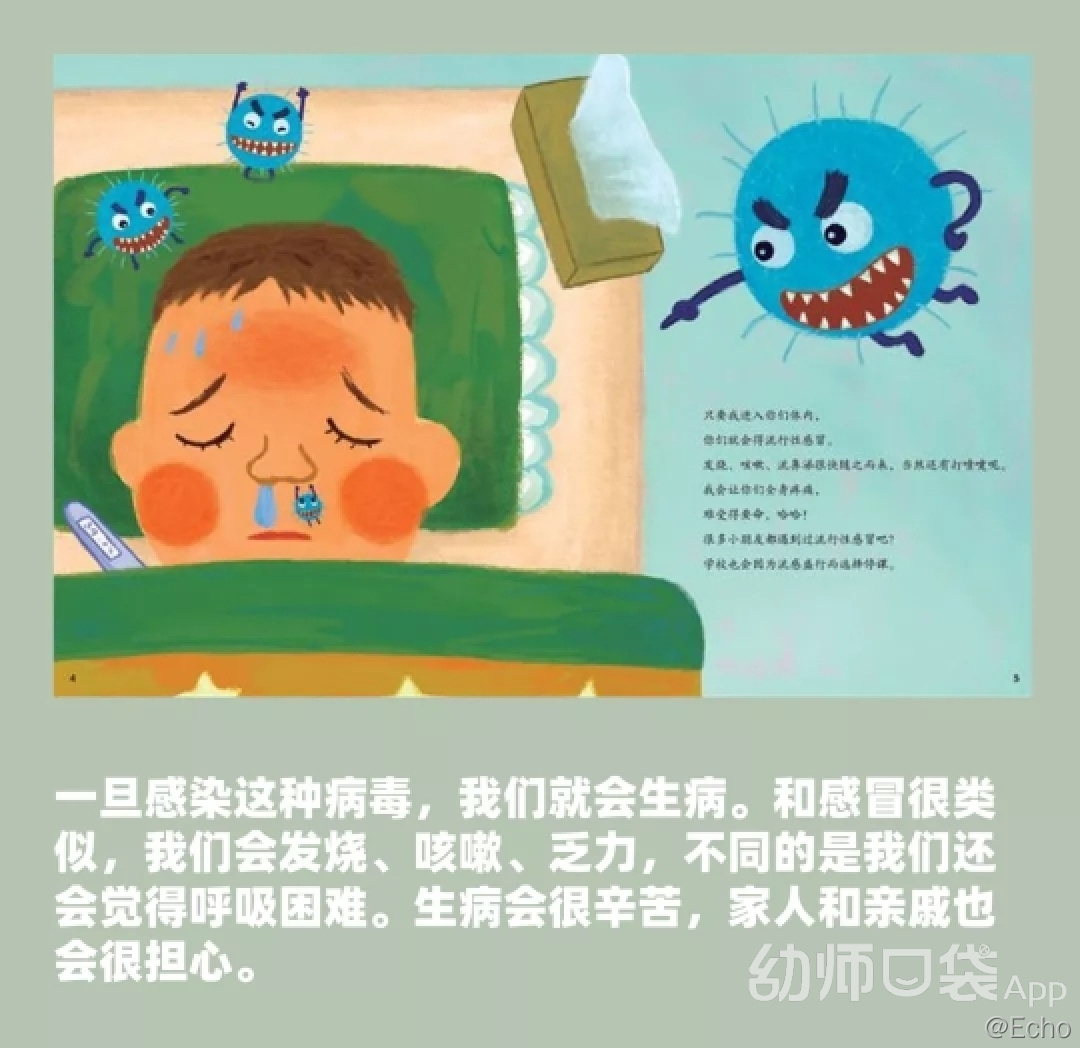 只要我进入你们体内，
你们就会得流行性感冒。
发烧、咳嗽、流鼻涕很快随之而来，当然还有打喷嚏呢。
我会让你们全身疼痛，
难受得要命，哈哈！
很多小朋友都遇到过流行性感冒吧？
学校也会因为流感盛行而选择停课。
4
5
一旦感染这种病毒，我们就会生病。和感冒很类
似，我们会发烧、咳嗽、乏力，不同的是我们还
会觉得呼吸困难。生病会很辛苦，家人和亲戚也
会很担心。
幼师口袋App
@Echo